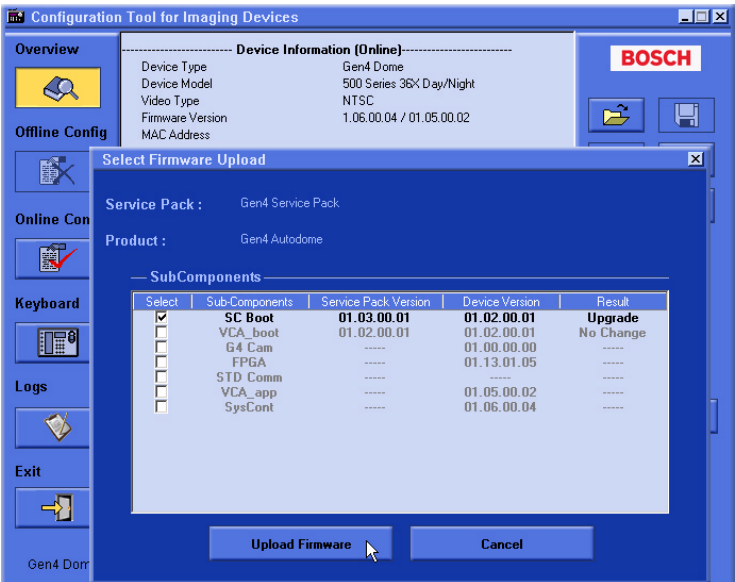 Configuration Tool for Imaging Devices
Overview
Offline Config
Online Con
Keyboard
Logs
Exit
Gen4 Dom
--------------------------- Device Information (Online)---------------------------
Device Type Gen4 Dome
Device Model 500 Series 36X Day/Night
Video Type NTSC
Firmware Version 1.06.00.04 / 01.05.00.02
MAC Address
BOSCH
Select Firmware Upload
Service Pack : Gen4 Service Pack
Product : Gen4 Autodome
SubComponents
Select Sub-Components Service Pack Version Device Version Result
SC Boot 01.03.00.01 01.02.00.01 Upgrade
VCA_boot 01.02.00.01 01.02.00.01 No Change
G4 Cam ----- 01.00.00.00 -----
FPGA ----- 01.13.01.05 -----
STD Comm ----- ----- -----
VCA_app ----- 01.05.00.02 -----
SysCont ----- 01.06.00.04 -----
Upload Firmware Cancel